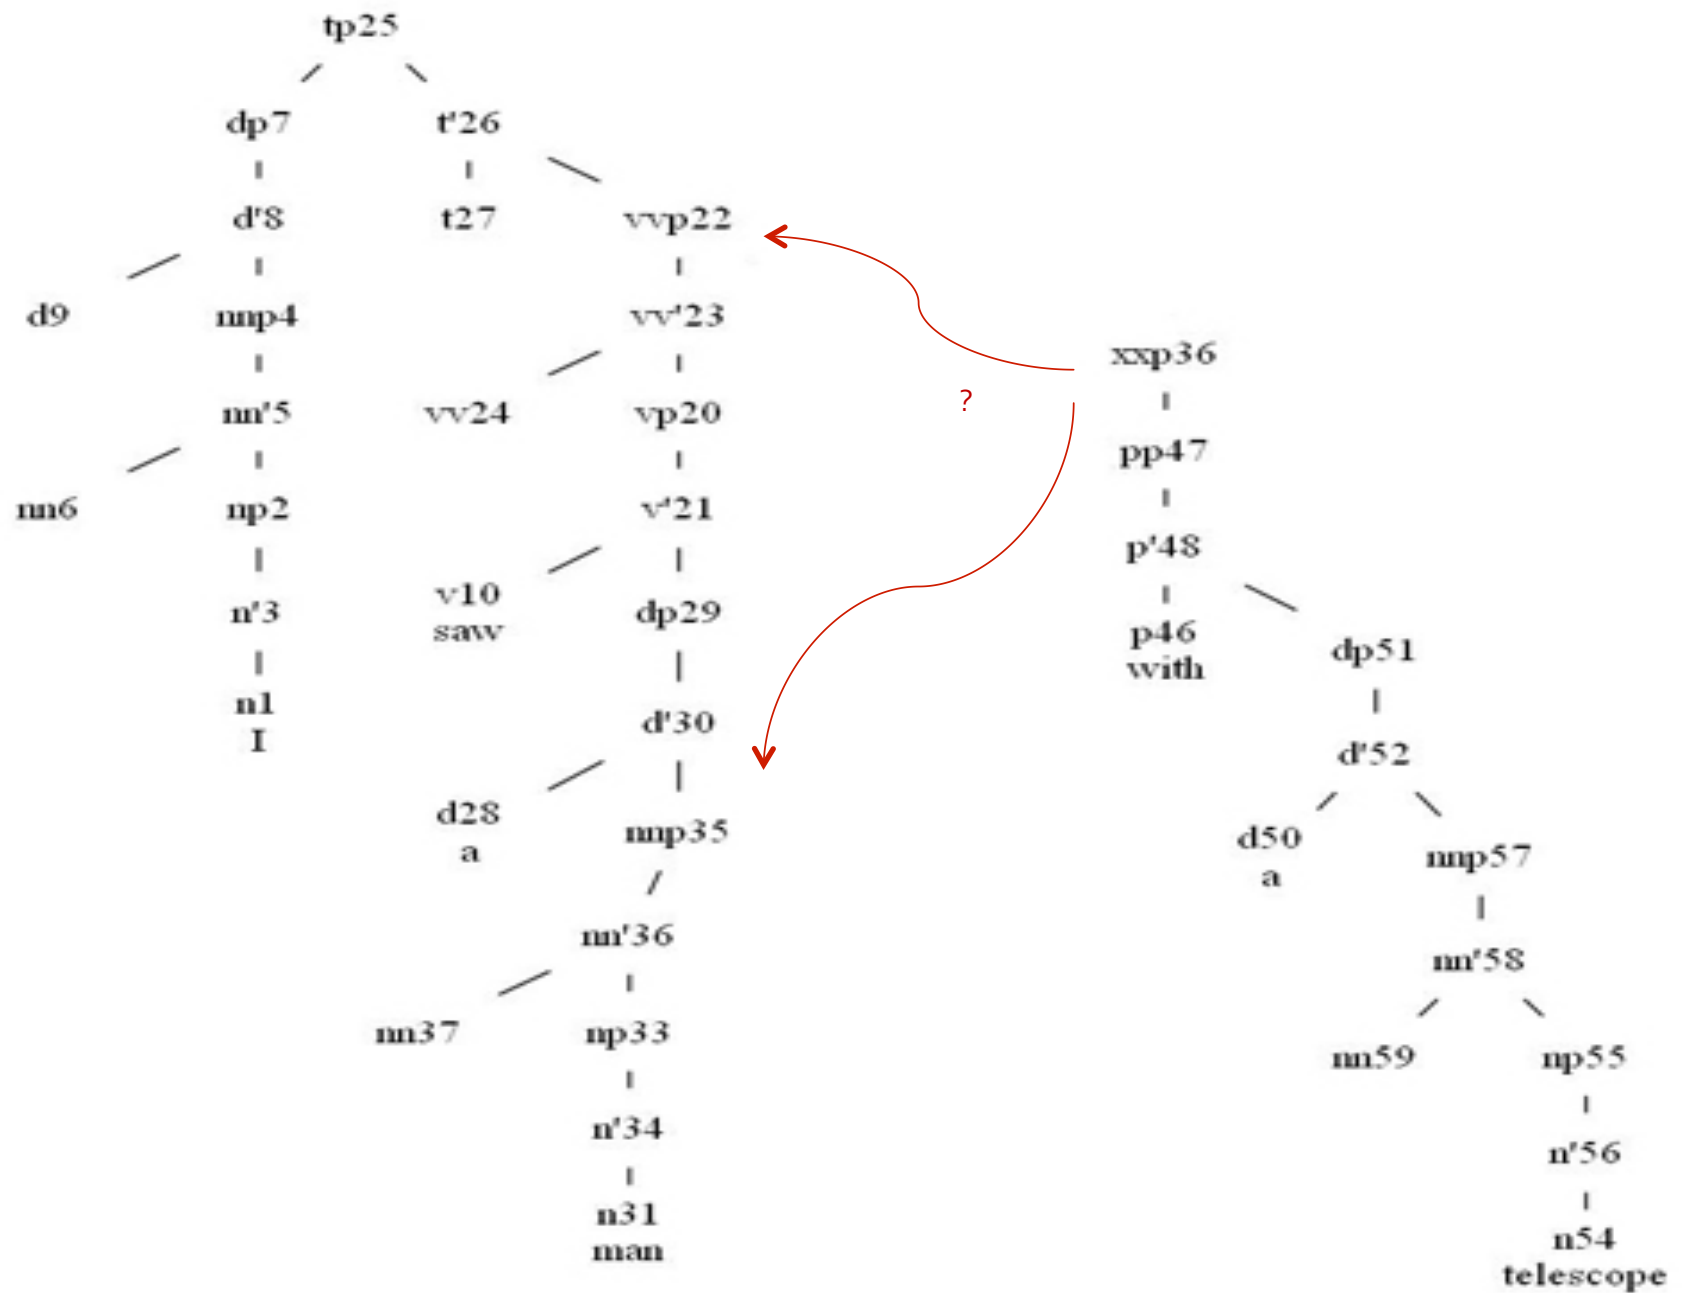 tp25
dp7 t'26
d'8 t27 vvp22
d9 nnp4 vv'23
xxp36
nn'5 vv24 vp20
?
pp47
nn6 np2 v'21
p'48
n'3 v10 dp29
saw
p46
with
dp51
n1
I
d'30
d'52
d28
a
nnp35
d50
a
nnp57
nn'36
nn'58
nn37 np33
nn59 np55
n'34
n'56
n31
man
n54
telescope